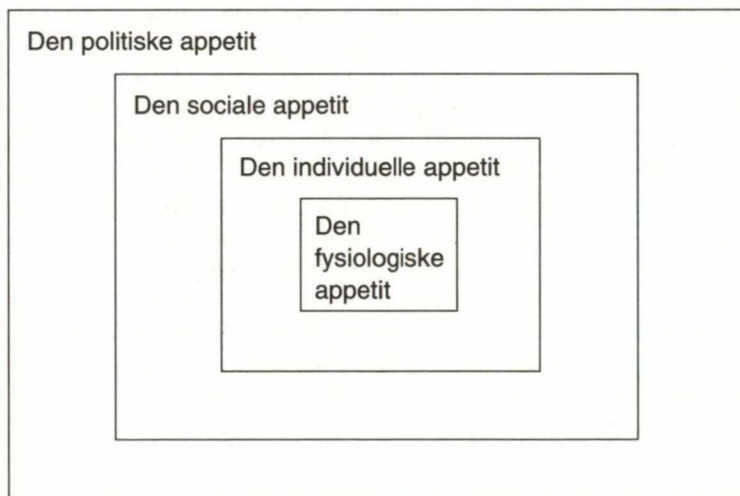 Den politiske appetit
Den sociale appetit
Den individuelle appetit
Den
fysiologiske
appetit